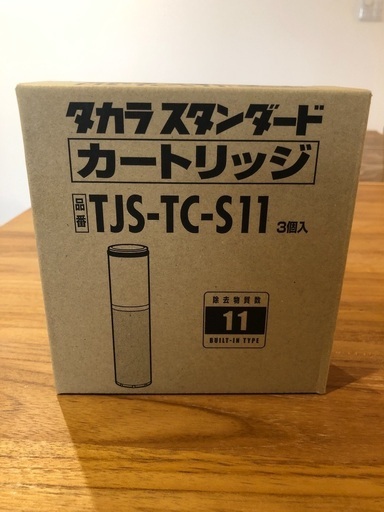 タカラスタンダード
カートリッジ
品番 TJS-TC-S11 3個入
除去物質数
11
BUILT-IN TYPE